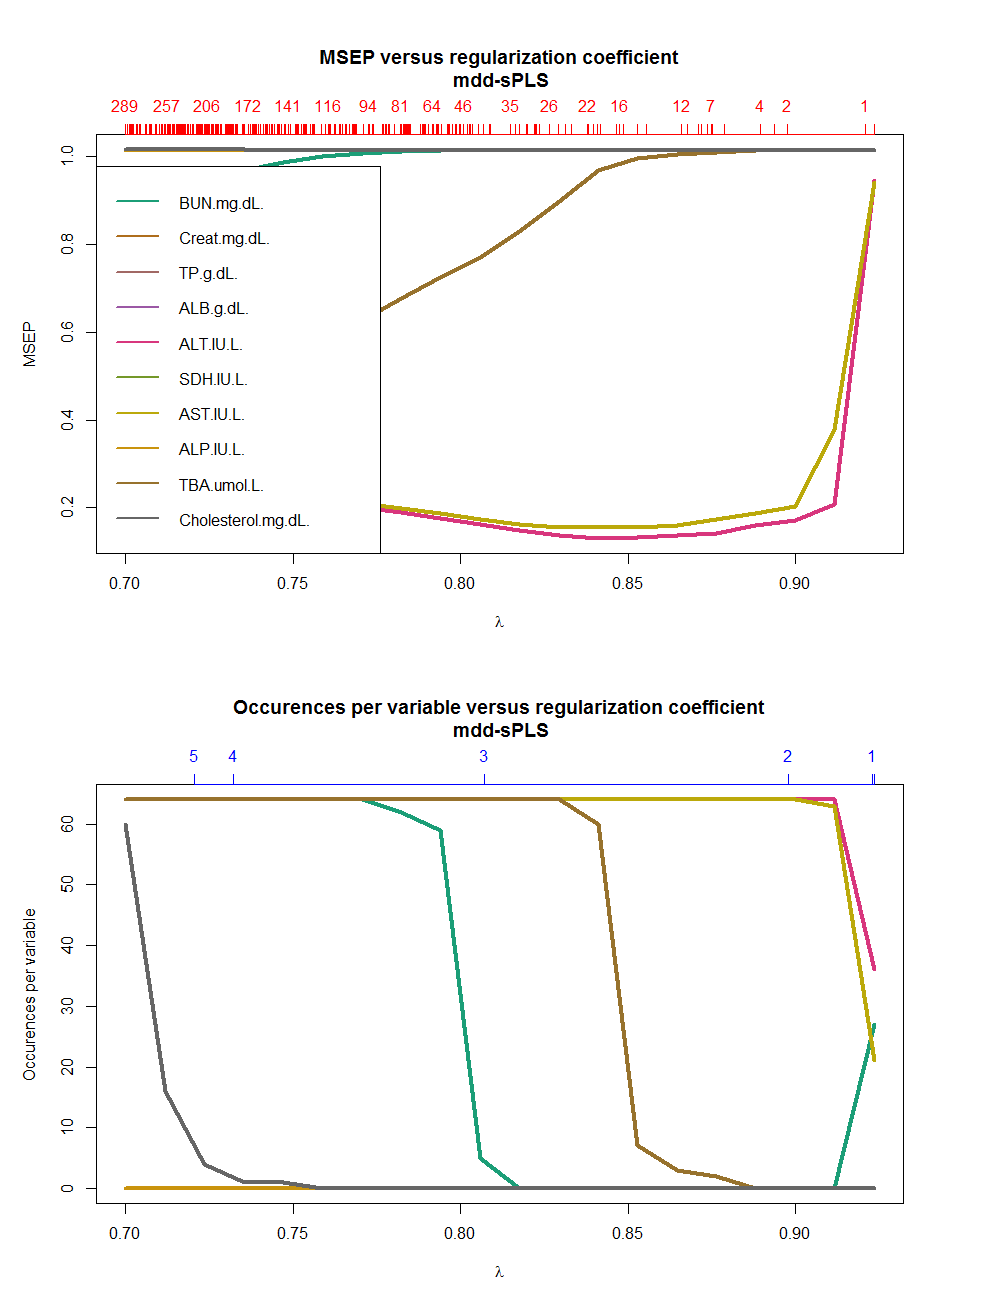 MSEP versus regularization coefficient
mdd-sPLS
289 257 206 172 141 116 94 81 64 46 35 26 22 16 12 7 4 2 1
1.0
0.8
0.6
0.4
0.2
MSEP
BUN.mg.dL.
Creat.mg.dL.
TP.g.dL.
ALB.g.dL.
ALT.IU.L.
SDH.IU.L.
AST.IU.L.
ALP.IU.L.
TBA.umol.L.
Cholesterol.mg.dL.
0.70 0.75 0.80 0.85 0.90
λ
Occurences per variable versus regularization coefficient
mdd-sPLS
5 4 3 2 1
60
50
40
30
20
10
0
Occurences per variable
0.70 0.75 0.80 0.85 0.90
λ